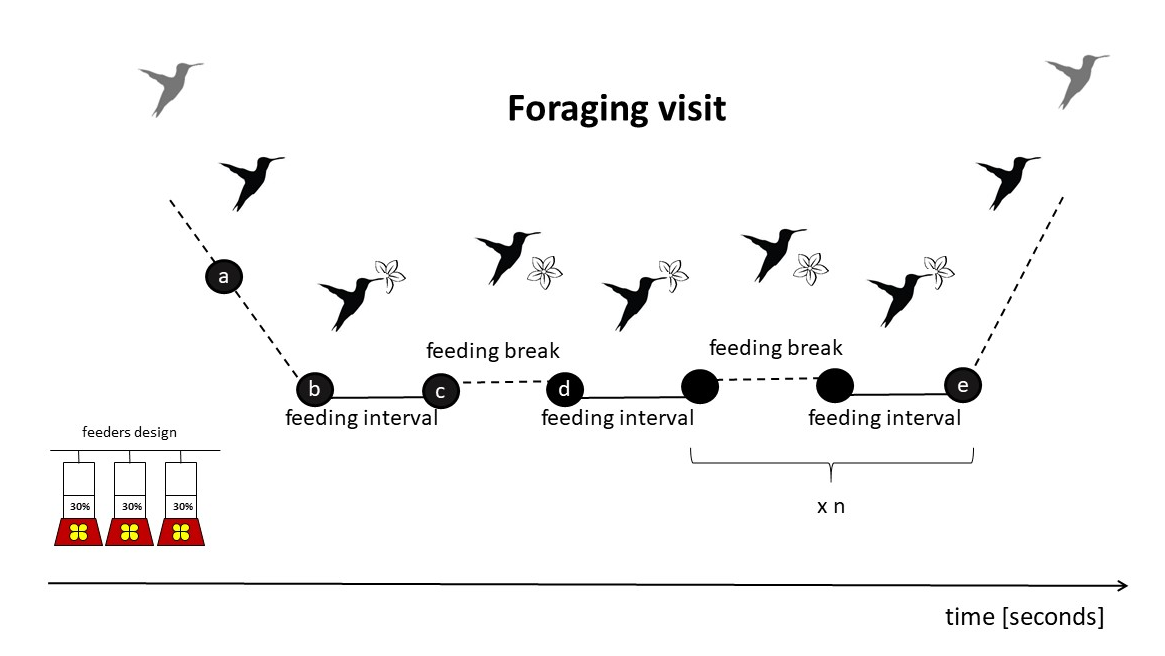 Foraging visit
a
feeding break
feeding break
b
c
d
e
feeding interval
feeding interval
feeding interval
feeders design
30%
30%
30%
x n
time [seconds]